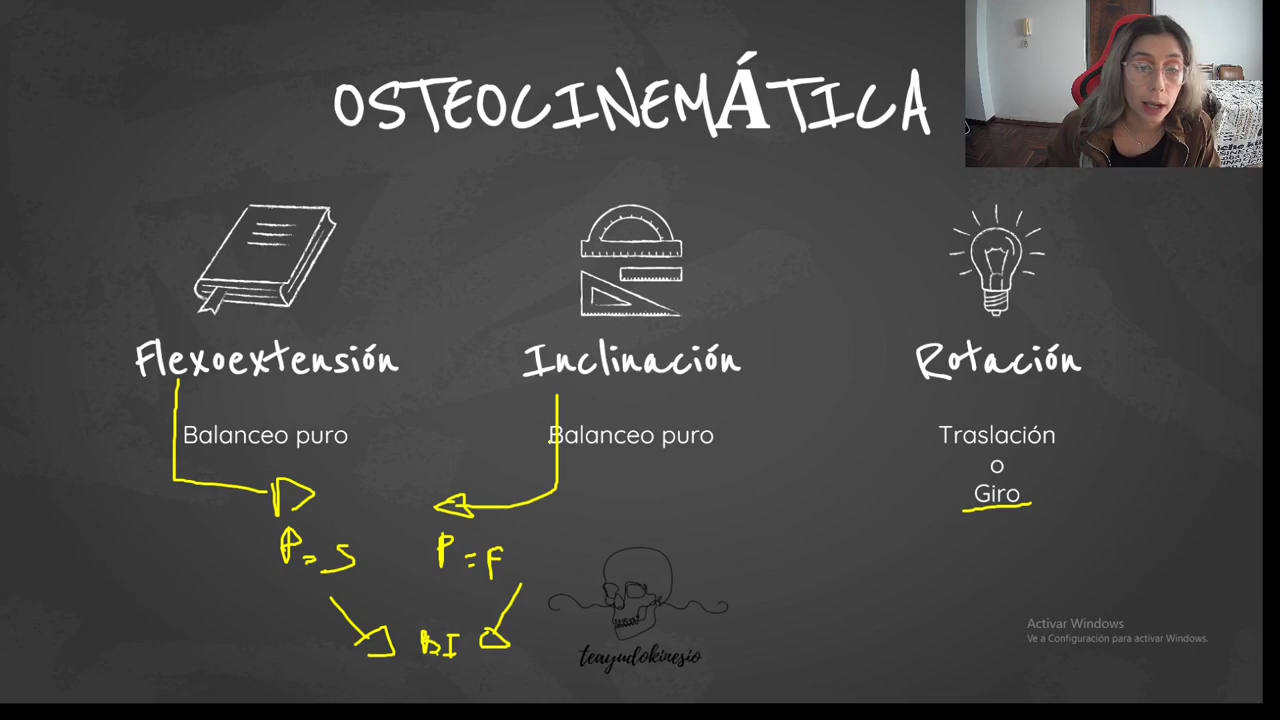 OSTEOCINEMÁTICA
Flexoextensión
Inclinación
Rotación
Balanceo puro
Balanceo puro
Traslación
o
Giro
P = S
P = F
BI
teayudokinesio
Activar Windows
Ve a Configuración para activar Windows.